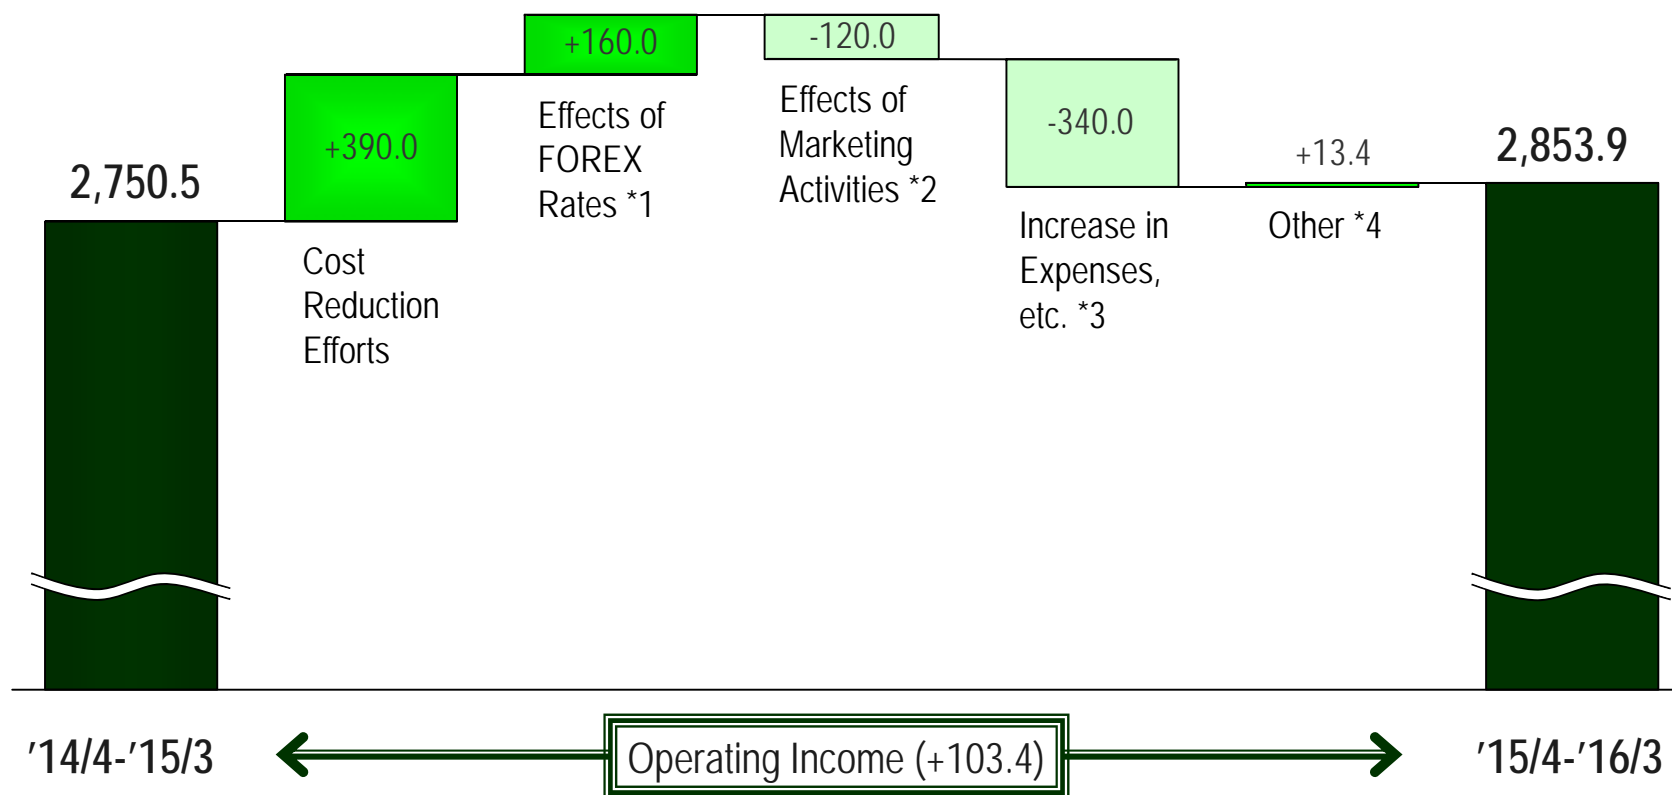 2,750.5
+390.0
Cost
Reduction
Efforts
+160.0
Effects of
FOREX
Rates *1
-120.0
Effects of
Marketing
Activities *2
-340.0
Increase in
Expenses,
etc. *3
+13.4
Other *4
2,853.9
'14/4-'15/3
Operating Income (+103.4)
'15/4-'16/3